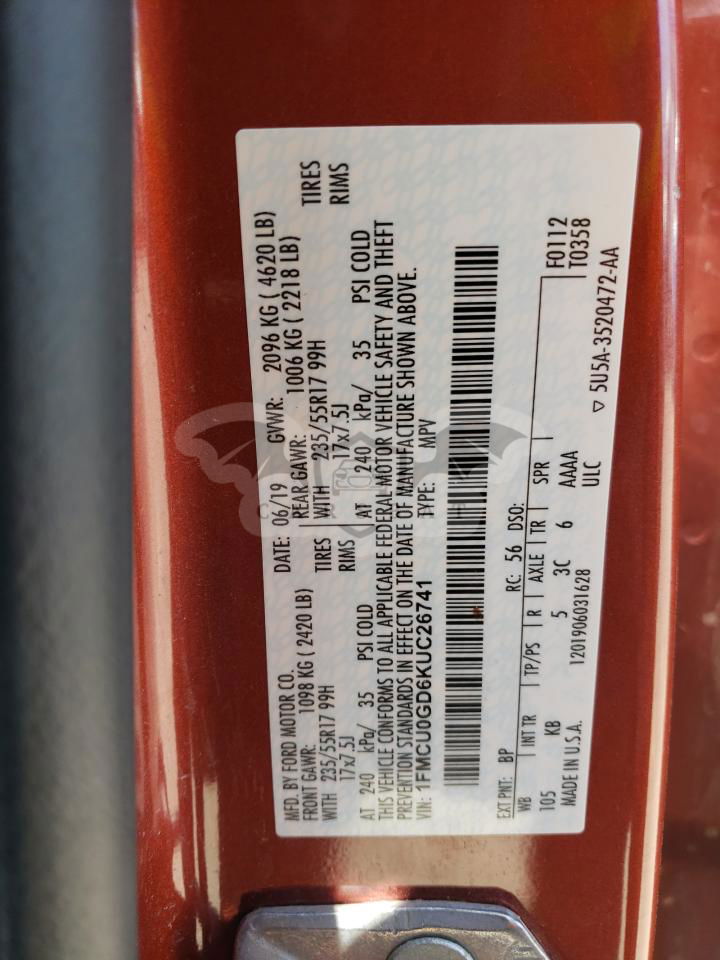 MFD. BY FORD MOTOR CO.
DATE: 06/19 GVWR: 2096 KG ( 4620 LB)
FRONT GAWR: 1098 KG ( 2420 LB) REAR GAWR: 1006 KG ( 2218 LB)
WITH 235/55R17 99H TIRES WITH 235/55R17 99H TIRES
17x7.5J RIMS 17x7.5J RIMS
AT 240 kPa/ 35 PSI COLD AT 240 kPa/ 35 PSI COLD
THIS VEHICLE CONFORMS TO ALL APPLICABLE FEDERAL MOTOR VEHICLE SAFETY AND THEFT
PREVENTION STANDARDS IN EFFECT ON THE DATE OF MANUFACTURE SHOWN ABOVE.
VIN: 1FMCU0GD6KUC26741 TYPE: MPV
EXT PNT: BP RC: 56 DSO: F0112
WB INT TR TP/PS R AXLE TR SPR T0358
105 KB 5 3C 6 AAAA
MADE IN U.S.A. 1201906031628 ULC
▽ 5U5A-3520472-AA